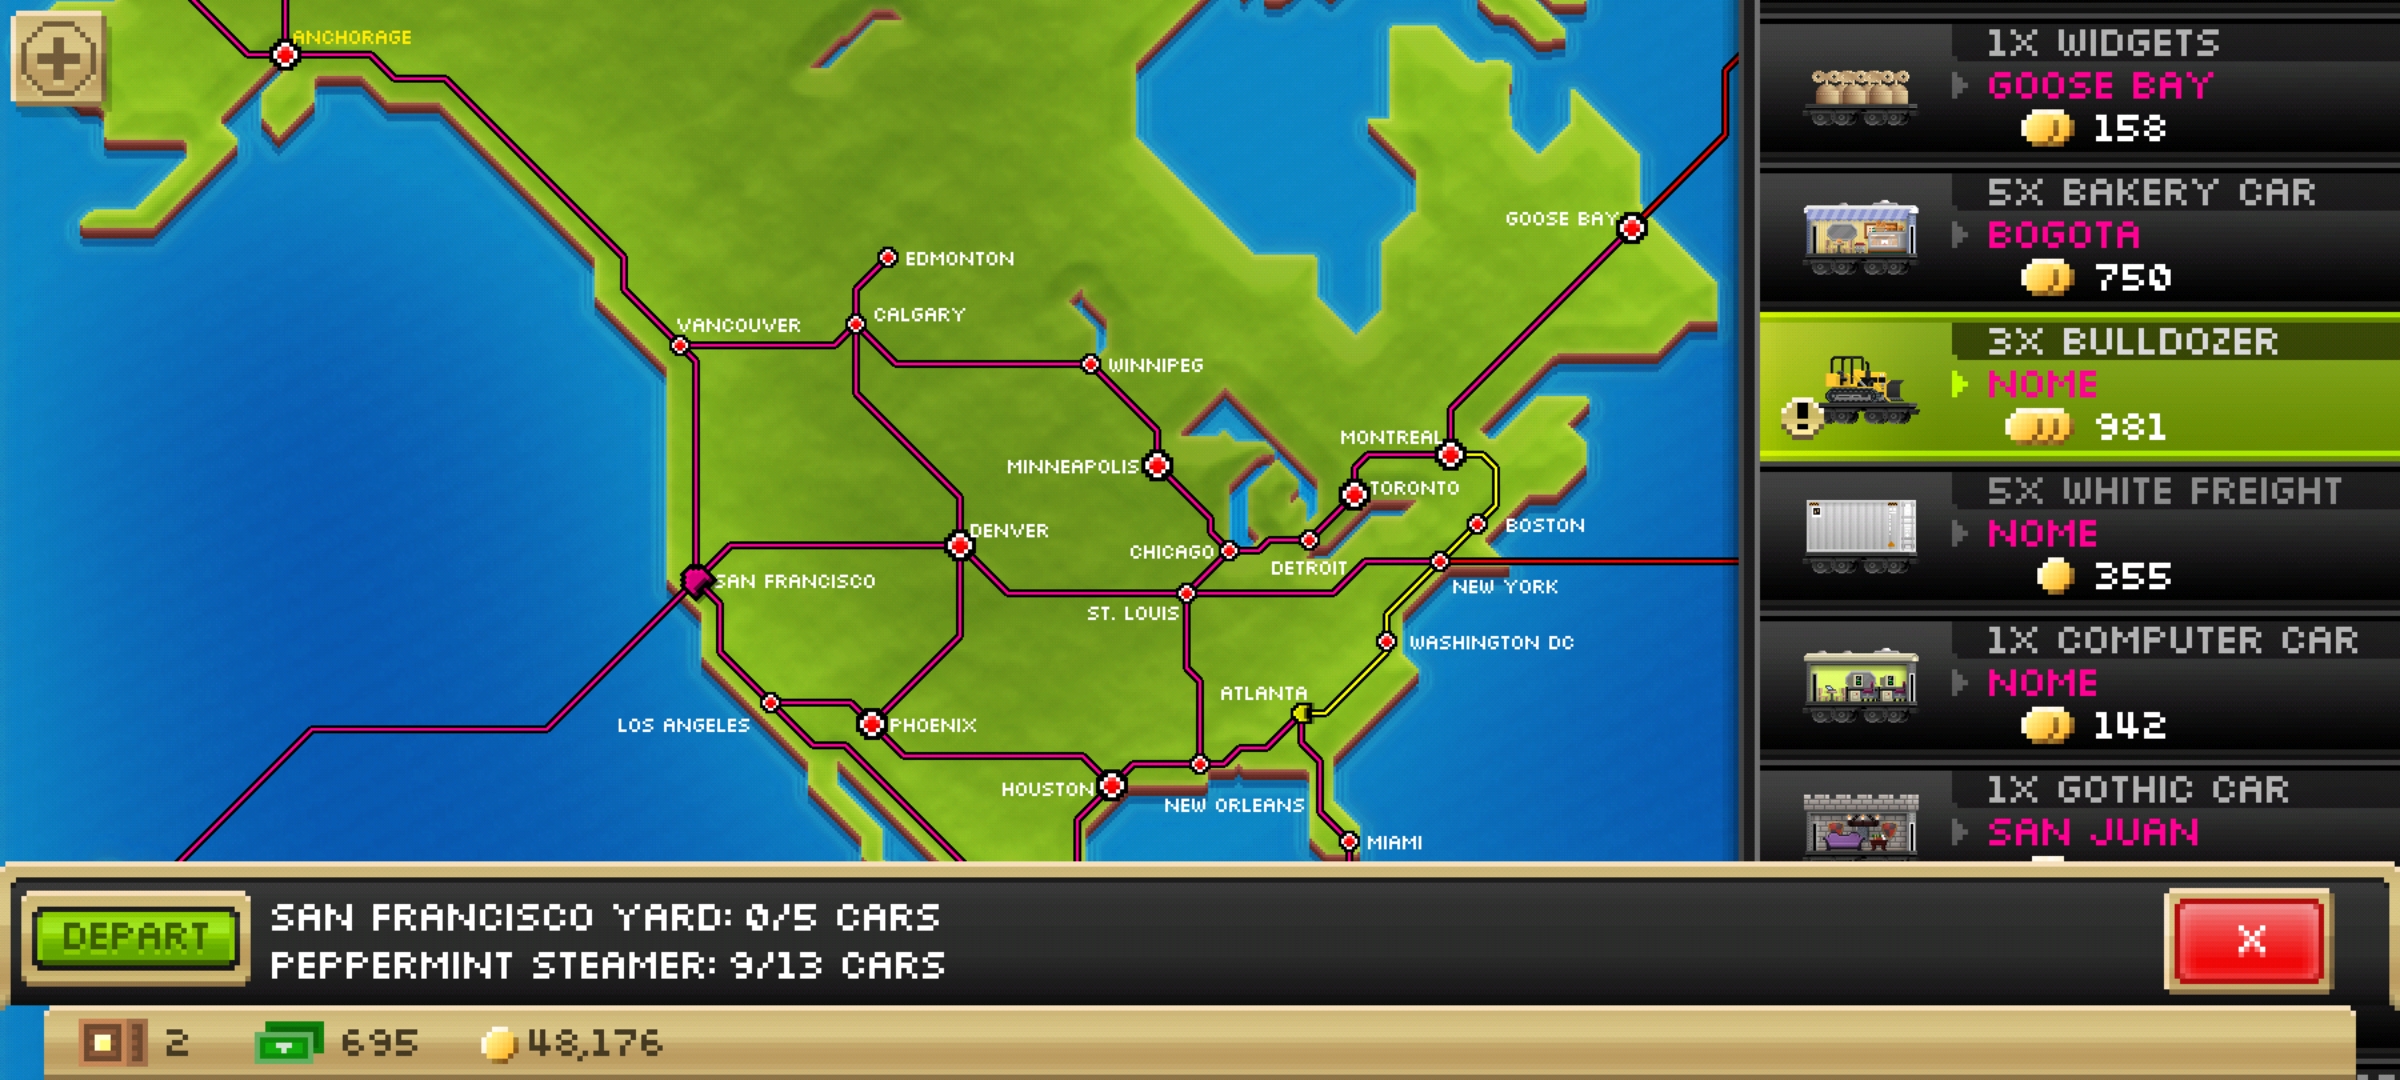 ANCHORAGE
EDMONTON
CALGARY
VANCOUVER
WINNIPEG
GOOSE BAY
MONTREAL
MINNEAPOLIS
TORONTO
DENVER
BOSTON
CHICAGO
DETROIT
SAN FRANCISCO
NEW YORK
ST. LOUIS
WASHINGTON DC
ATLANTA
LOS ANGELES
PHOENIX
HOUSTON
NEW ORLEANS
MIAMI
1X WIDGETS
GOOSE BAY
158
5X BAKERY CAR
BOGOTA
750
3X BULLDOZER
NOME
981
5X WHITE FREIGHT
NOME
355
1X COMPUTER CAR
NOME
142
1X GOTHIC CAR
SAN JUAN
DEPART
SAN FRANCISCO YARD: 0/5 CARS
PEPPERMINT STEAMER: 9/13 CARS
X
2
695
48,176